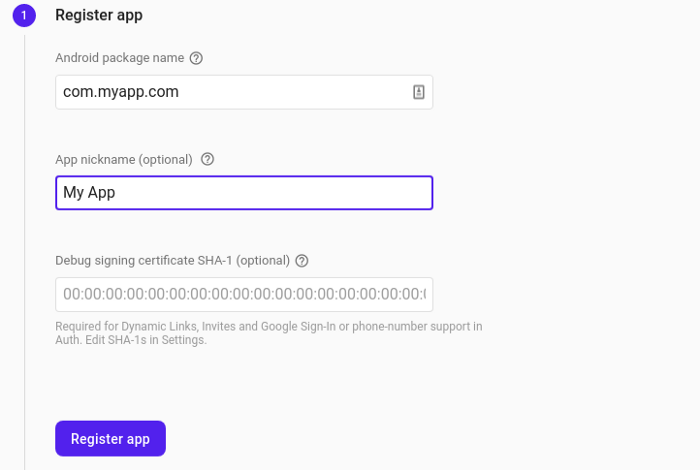 1 Register app
Android package name ?
com.myapp.com
App nickname (optional) ?
My App
Debug signing certificate SHA-1 (optional) ?
00:00:00:00:00:00:00:00:00:00:00:00:00:00:00:00:00:
Required for Dynamic Links, Invites and Google Sign-In or phone-number support in
Auth. Edit SHA-1s in Settings.
Register app